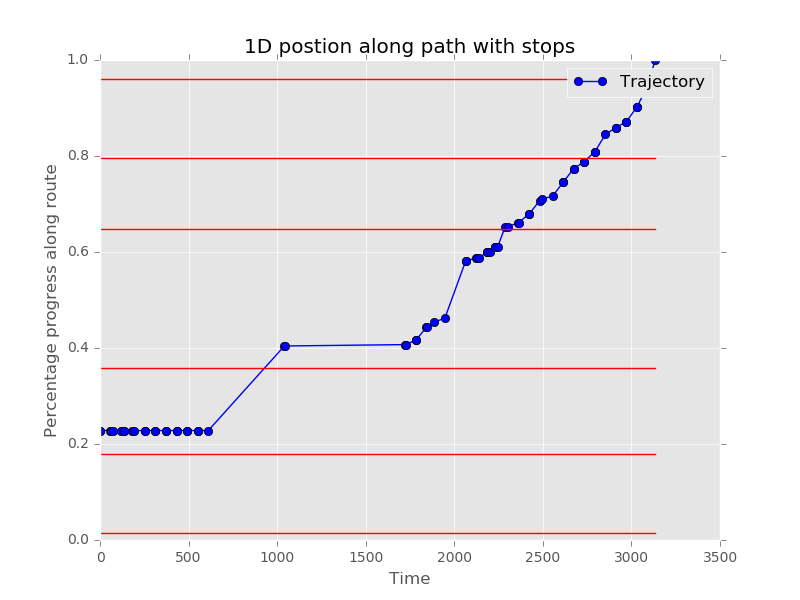 1D postion along path with stops
Trajectory
Percentage progress along route
1.0
0.8
0.6
0.4
0.2
0.0
0 500 1000 1500 2000 2500 3000 3500
Time